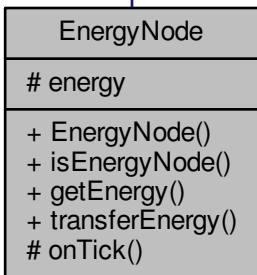 EnergyNode
# energy
+ EnergyNode()
+ isEnergyNode()
+ getEnergy()
+ transferEnergy()
# onTick()